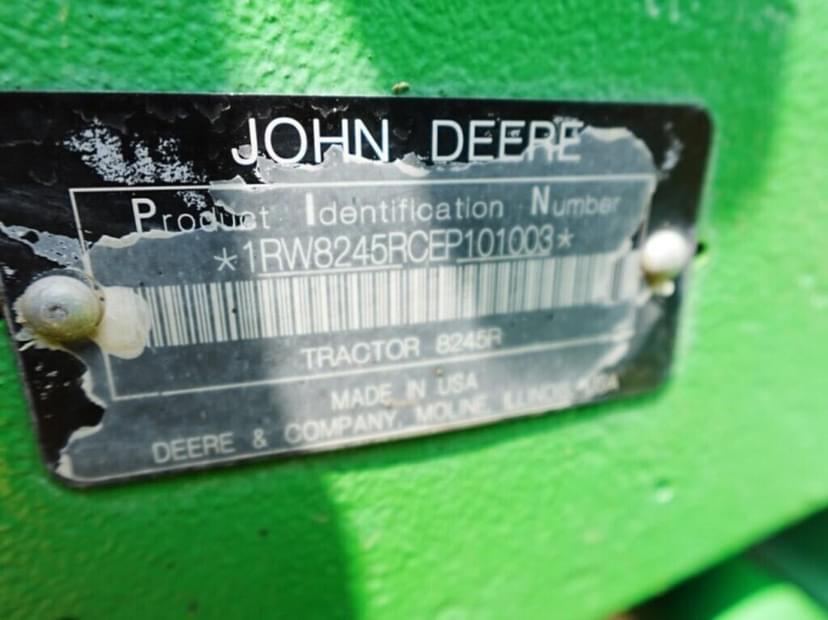 JOHN DEERE
Product Identification Number
*1RW8245RCEP101003*
TRACTOR 8245R
MADE IN USA
DEERE & COMPANY, MOLINE, ILLINOIS USA